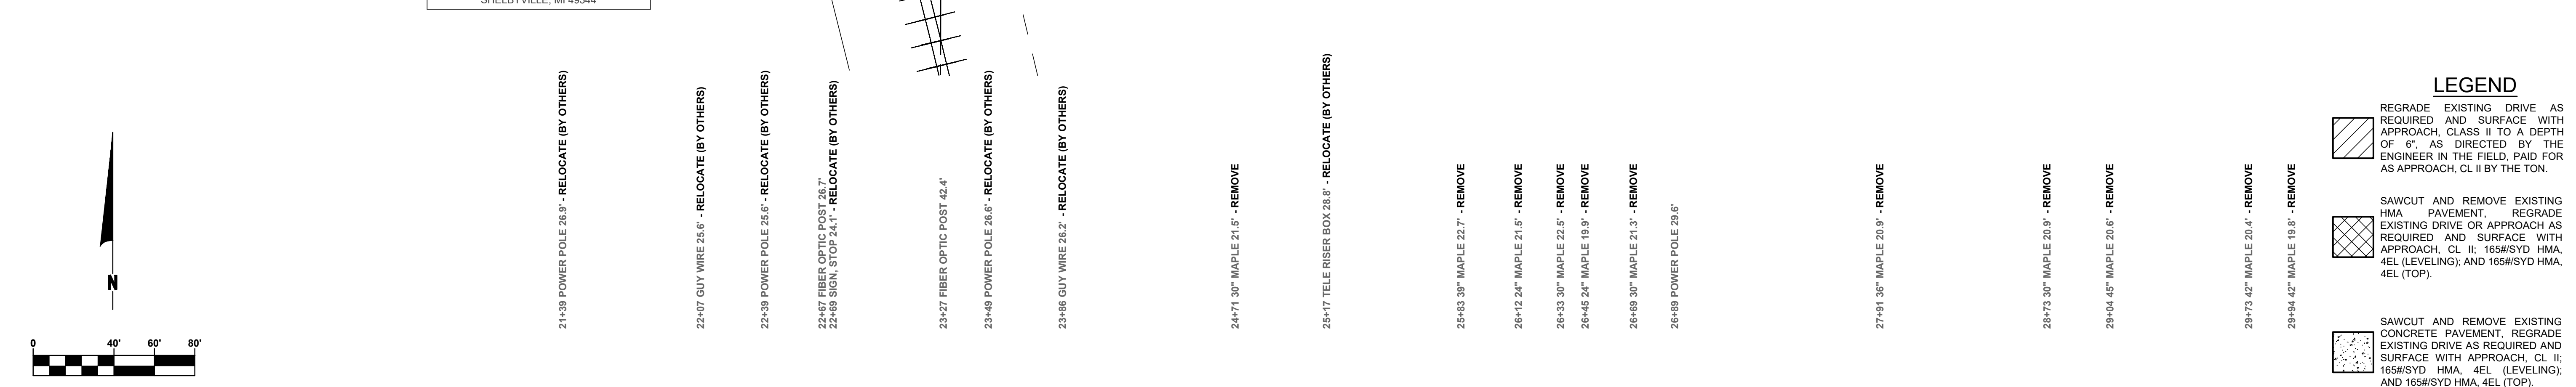 SHELBYVILLE, MI 49344
21+39 POWER POLE 26.9' - RELOCATE (BY OTHERS)
22+07 GUY WIRE 25.6' - RELOCATE (BY OTHERS)
22+39 POWER POLE 25.6' - RELOCATE (BY OTHERS)
22+67 FIBER OPTIC POST 26.7'
22+69 SIGN, STOP 24.1' - RELOCATE (BY OTHERS)
23+27 FIBER OPTIC POST 42.4'
23+49 POWER POLE 26.6' - RELOCATE (BY OTHERS)
23+86 GUY WIRE 26.2' - RELOCATE (BY OTHERS)
24+71 30" MAPLE 21.5' - REMOVE
25+17 TELE RISER BOX 28.8' - RELOCATE (BY OTHERS)
25+83 39" MAPLE 22.7' - REMOVE
26+12 24" MAPLE 21.5' - REMOVE
26+33 30" MAPLE 22.5' - REMOVE
26+45 24" MAPLE 19.9' - REMOVE
26+69 30" MAPLE 21.3' - REMOVE
26+89 POWER POLE 29.6'
27+91 36" MAPLE 20.9' - REMOVE
28+73 30" MAPLE 20.9' - REMOVE
29+04 45" MAPLE 20.6' - REMOVE
29+73 42" MAPLE 20.4' - REMOVE
29+94 42" MAPLE 19.8' - REMOVE
N
0 40' 60' 80'
LEGEND
REGRADE EXISTING DRIVE AS
REQUIRED AND SURFACE WITH
APPROACH, CLASS II TO A DEPTH
OF 6", AS DIRECTED BY THE
ENGINEER IN THE FIELD, PAID FOR
AS APPROACH, CL II BY THE TON.
SAWCUT AND REMOVE EXISTING
HMA PAVEMENT, REGRADE
EXISTING DRIVE OR APPROACH AS
REQUIRED AND SURFACE WITH
APPROACH, CL II; 165#/SYD HMA,
4EL (LEVELING); AND 165#/SYD HMA,
4EL (TOP).
SAWCUT AND REMOVE EXISTING
CONCRETE PAVEMENT, REGRADE
EXISTING DRIVE AS REQUIRED AND
SURFACE WITH APPROACH, CL II;
165#/SYD HMA, 4EL (LEVELING);
AND 165#/SYD HMA, 4EL (TOP).